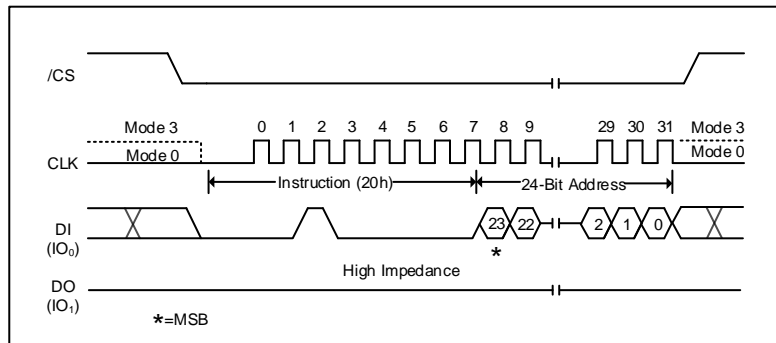 /CS
Mode 3 0 1 2 3 4 5 6 7 8 9 29 30 31 Mode 3
CLK Mode 0 Mode 0
Instruction (20h) 24-Bit Address
DI
(IO₀) 23 22 2 1 0
*
High Impedance
DO
(IO₁)
*=MSB